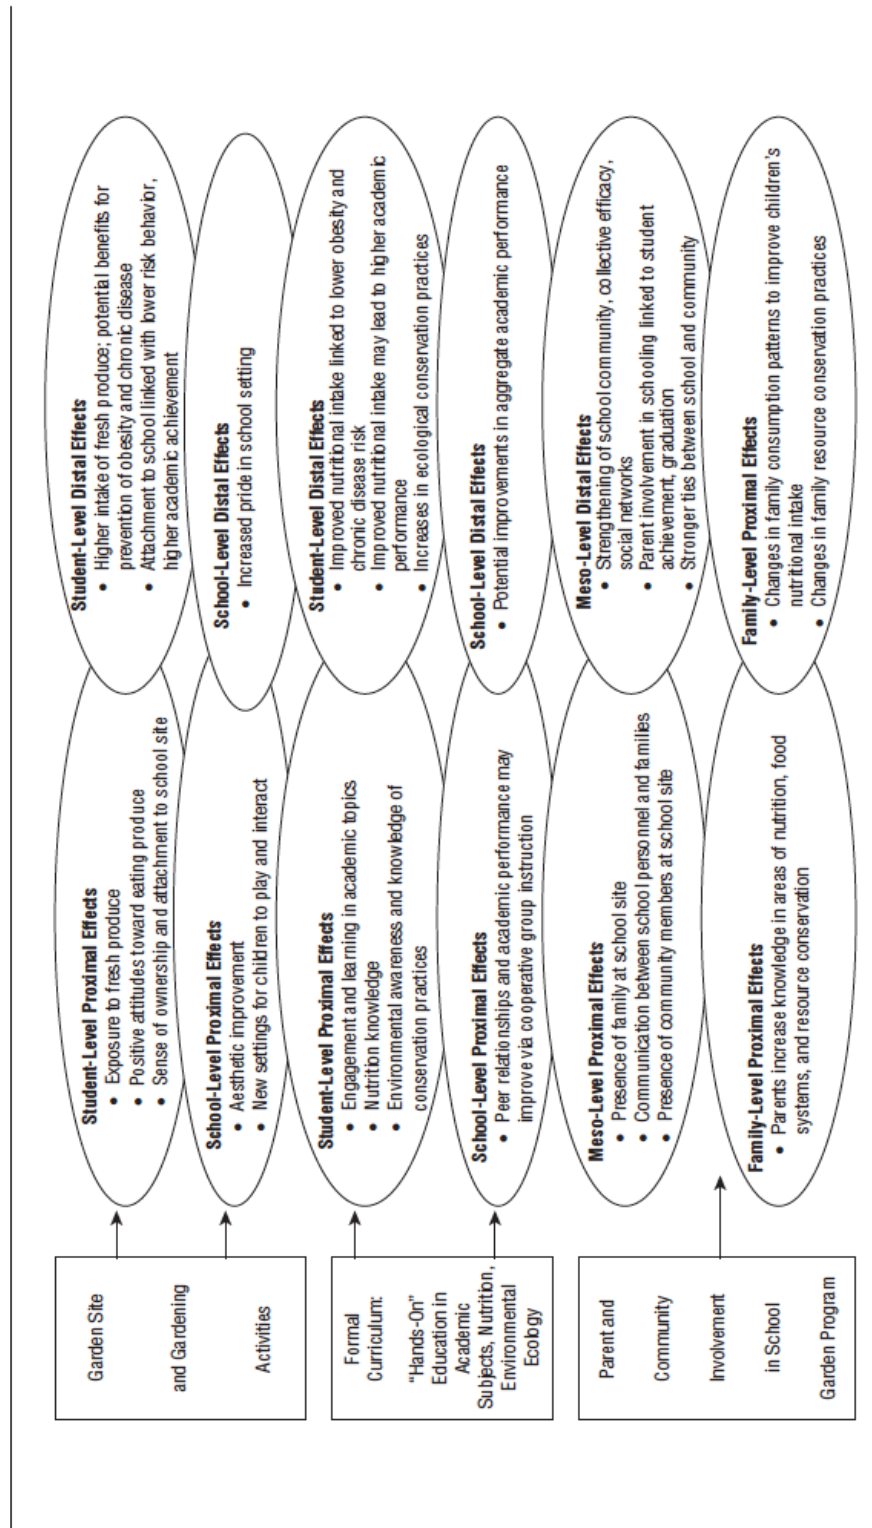 Garden Site
and Gardening
Activities
Student-Level Proximal Effects
• Exposure to fresh produce
• Positive attitudes toward eating produce
• Sense of ownership and attachment to school site
Student-Level Distal Effects
• Higher intake of fresh produce; potential benefits for
prevention of obesity and chronic disease
• Attachment to school linked with lower risk behavior,
higher academic achievement
School-Level Proximal Effects
• Aesthetic improvement
• New settings for children to play and interact
School-Level Distal Effects
• Increased pride in school setting
Formal
Curriculum:
"Hands-On"
Education in
Academic
Subjects, Nutrition,
Environmental
Ecology
Student-Level Proximal Effects
• Engagement and learning in academic topics
• Nutrition knowledge
• Environmental awareness and knowledge of
conservation practices
Student-Level Distal Effects
• Improved nutritional intake linked to lower obesity and
chronic disease risk
• Improved nutritional intake may lead to higher academic
performance
• Increases in ecological conservation practices
School-Level Proximal Effects
• Peer relationships and academic performance may
improve via cooperative group instruction
School-Level Distal Effects
• Potential improvements in aggregate academic performance
Parent and
Community
Involvement
in School
Garden Program
Meso-Level Proximal Effects
• Presence of family at school site
• Communication between school personnel and families
• Presence of community members at school site
Meso-Level Distal Effects
• Strengthening of school community, collective efficacy,
social networks
• Parent involvement in schooling linked to student
achievement, graduation
• Stronger ties between school and community
Family-Level Proximal Effects
• Parents increase knowledge in areas of nutrition, food
systems, and resource conservation
Family-Level Proximal Effects
• Changes in family consumption patterns to improve children's
nutritional intake
• Changes in family resource conservation practices